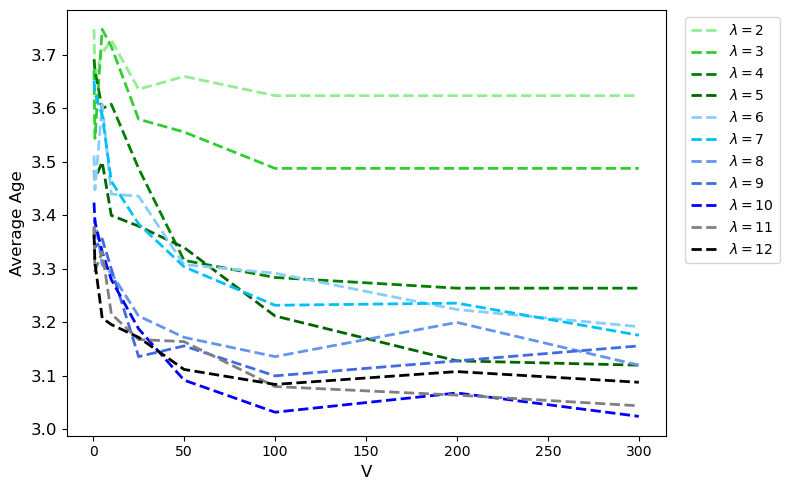 3.7
3.6
3.5
3.4
3.3
3.2
3.1
3.0
Average Age
0 50 100 150 200 250 300
V
λ = 2
λ = 3
λ = 4
λ = 5
λ = 6
λ = 7
λ = 8
λ = 9
λ = 10
λ = 11
λ = 12